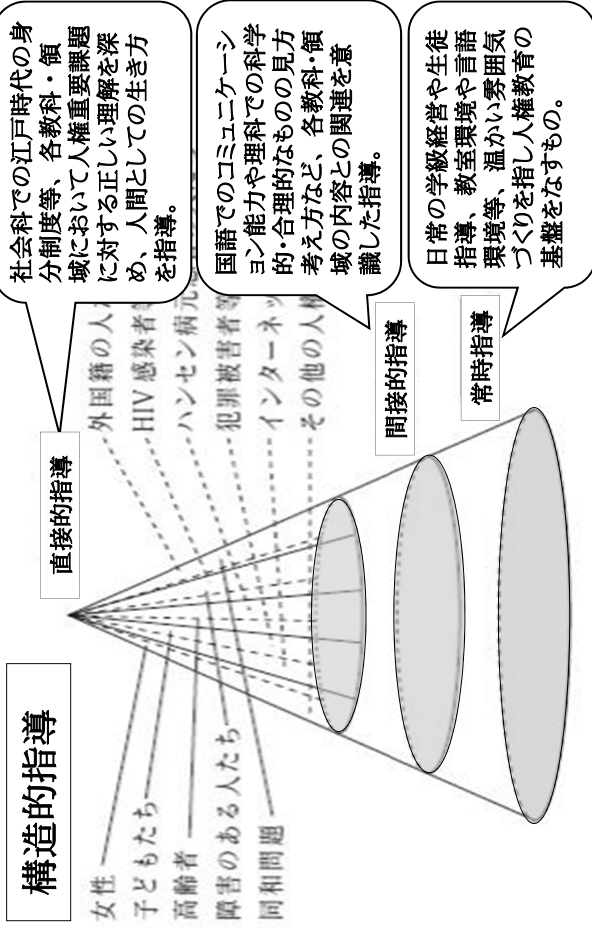 構造的指導
女性
子どもたち
高齢者
障害のある人たち
同和問題
直接的指導
外国籍の人
HIV感染者等
ハンセン病元
犯罪被害者等
インターネッ
その他の人権
間接的指導
常時指導
社会科での江戸時代の身
分制度等、各教科・領
域において人権重要課題
に対する正しい理解を深
め、人間としての生き方
を指導。
国語でのコミュニケーシ
ョン能力や理科での科学
的・合理的なものの見方
考え方など、各教科・領
域の内容との関連を意
識した指導。
日常の学級経営や生徒
指導、教室環境や言語
環境等、温かい雰囲気
づくりを指し人権教育の
基盤をなすもの。